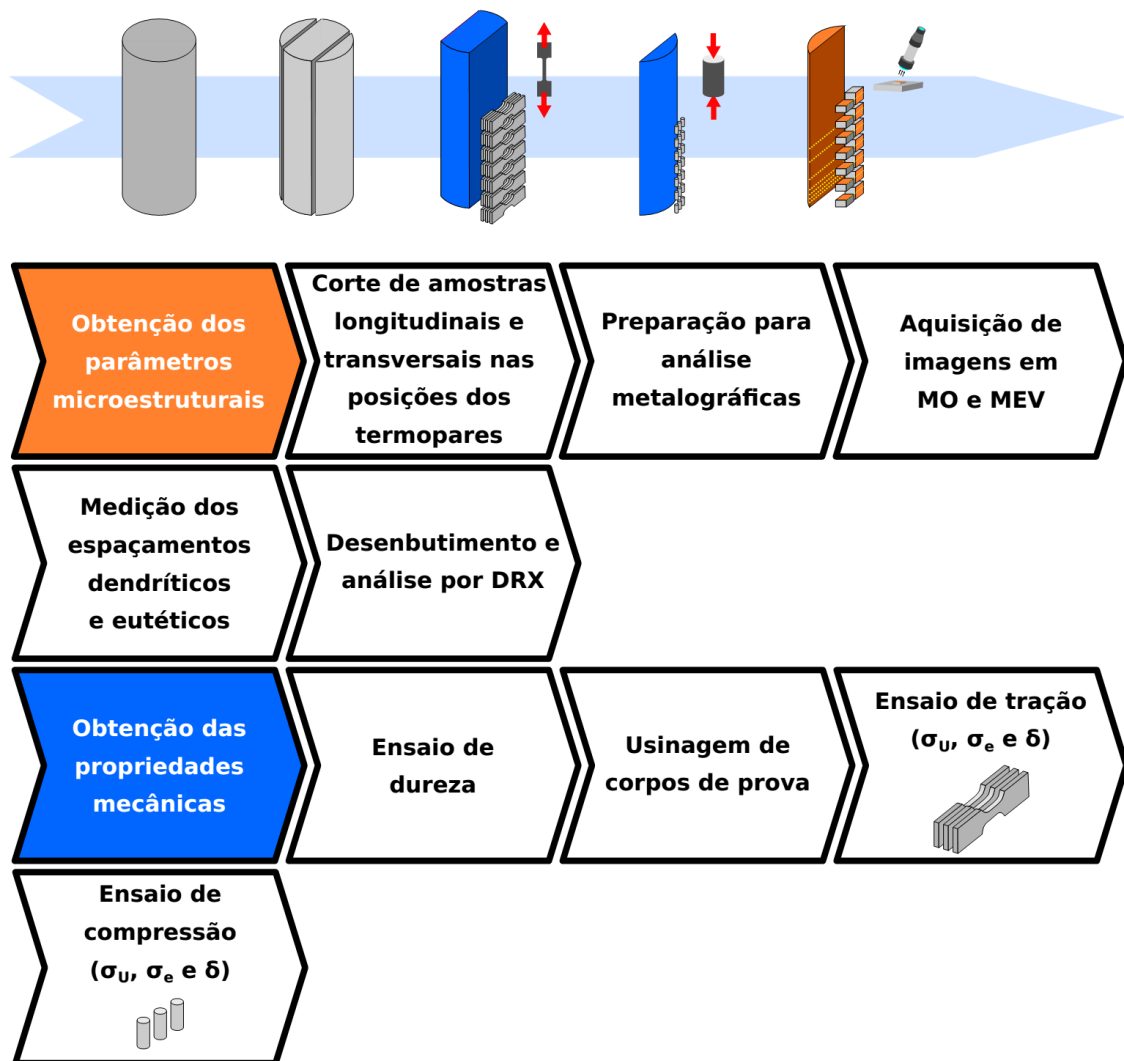 Obtenção dos
parâmetros
microestruturais
Corte de amostras
longitudinais e
transversais nas
posições dos
termopares
Preparação para
análise
metalográficas
Aquisição de
imagens em
MO e MEV
Medição dos
espaçamentos
dendríticos
e eutéticos
Desenbutimento e
análise por DRX
Obtenção das
propriedades
mecânicas
Ensaio de
dureza
Usinagem de
corpos de prova
Ensaio de tração
(σU, σe e δ)
Ensaio de
compressão
(σU, σe e δ)